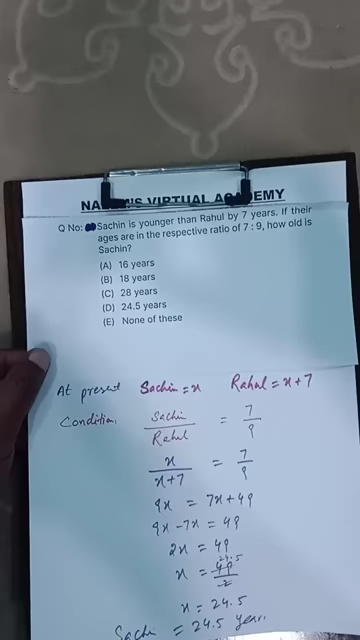 VIRTUAL
Q No: Sachin is younger than Rahul by 7 years. If their
ages are in the respective ratio of 7 : 9, how old is
Sachin?
(A) 16 years
(B) 18 years
(C) 28 years
(D) 24.5 years
(E) None of these
At present Sachin = x Rahul = x + 7
Condition, Sachin / Rahul = 7 / 9
x / x+7 = 7 / 9
9x = 7x + 49
9x - 7x = 49
2x = 49
24.5
x = 49 / 2
x = 24.5
Sachin = 24.5 years.